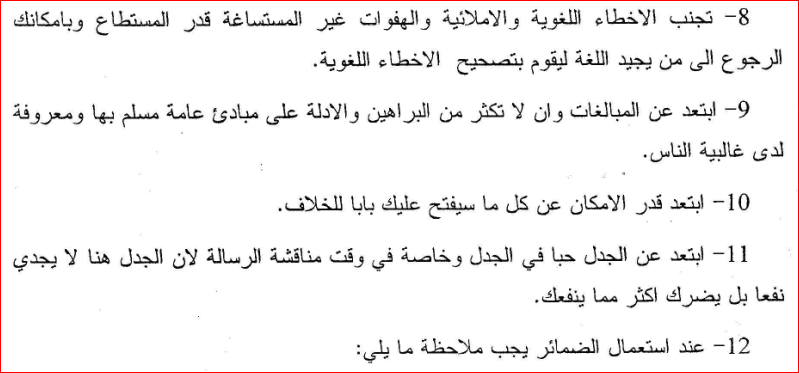 8- تجنب الاخطاء اللغوية والاملائية والهفوات غير المستساغة قدر المستطاع وبامكانك
الرجوع الى من يجيد اللغة ليقوم بتصحيح الاخطاء اللغوية.
9- ابتعد عن المبالغات وان لا تكثر من البراهين والادلة على مبادئ عامة مسلم بها ومعروفة
لدى غالبية الناس.
10- ابتعد قدر الامكان عن كل ما سيفتح عليك بابا للخلاف.
11- ابتعد عن الجدل حبا في الجدل وخاصة في وقت مناقشة الرسالة لان الجدل هنا لا يجدي
نفعا بل يضرك اكثر مما ينفعك.
12- عند استعمال الضمائر يجب ملاحظة ما يلي: